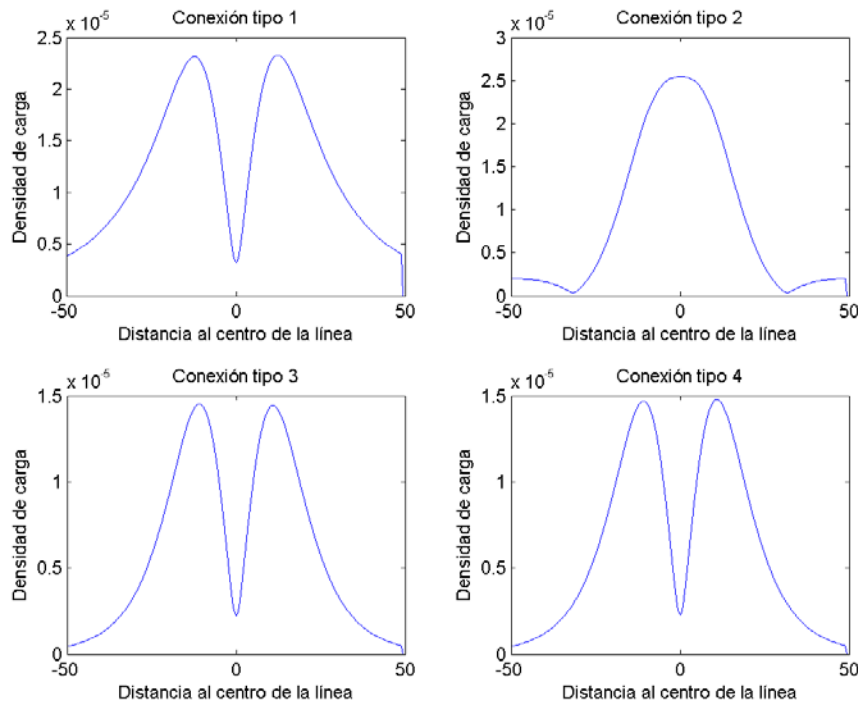 x 10-5
Conexión tipo 1
2.5
2
1.5
1
0.5
0
Densidad de carga
-50
0
50
Distancia al centro de la línea
x 10-5
Conexión tipo 2
3
2.5
2
1.5
1
0.5
0
Densidad de carga
-50
0
50
Distancia al centro de la línea
x 10-5
Conexión tipo 3
1.5
1
0.5
0
Densidad de carga
-50
0
50
Distancia al centro de la línea
x 10-5
Conexión tipo 4
1.5
1
0.5
0
Densidad de carga
-50
0
50
Distancia al centro de la línea